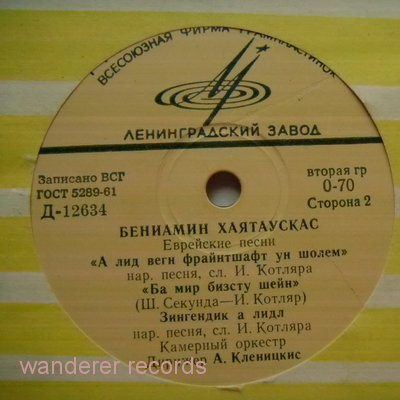 ВСЕСОЮЗНАЯ ФИРМА ГРАМПЛАСТИНОК
ЛЕНИНГРАДСКИЙ ЗАВОД
Записано ВСГ
ГОСТ 5289-61
Д-12634
вторая гр
0-70
Сторона 2
БЕНИАМИН ХАЯТАУСКАС
Еврейские песни
«А лид вегн фрайнтшафт ун шолем»
нар. песня, сл. И. Котляра
«Ба мир бизсту шейн»
(Ш. Секунда—И. Котляр)
Зингендик а лидл
нар. песня, сл. И. Котляра
Камерный оркестр
Дирижер А. Кленицкис
wanderer records